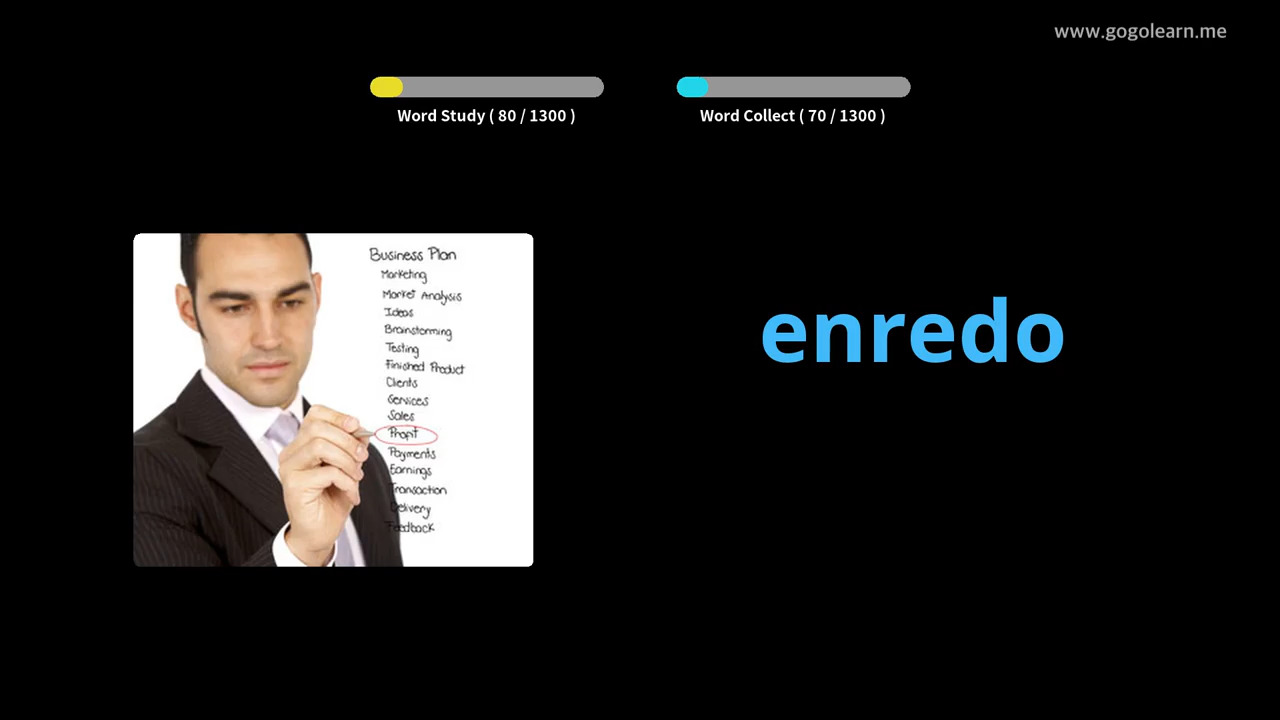 www.gogolearn.me
Word Study ( 80 / 1300 )
Word Collect ( 70 / 1300 )
Business Plan
Marketing
Market Analysis
Ideas
Brainstorming
Testing
Finished Product
Clients
Services
Sales
Profit
Payments
Earnings
Transaction
Delivery
Feedback
enredo